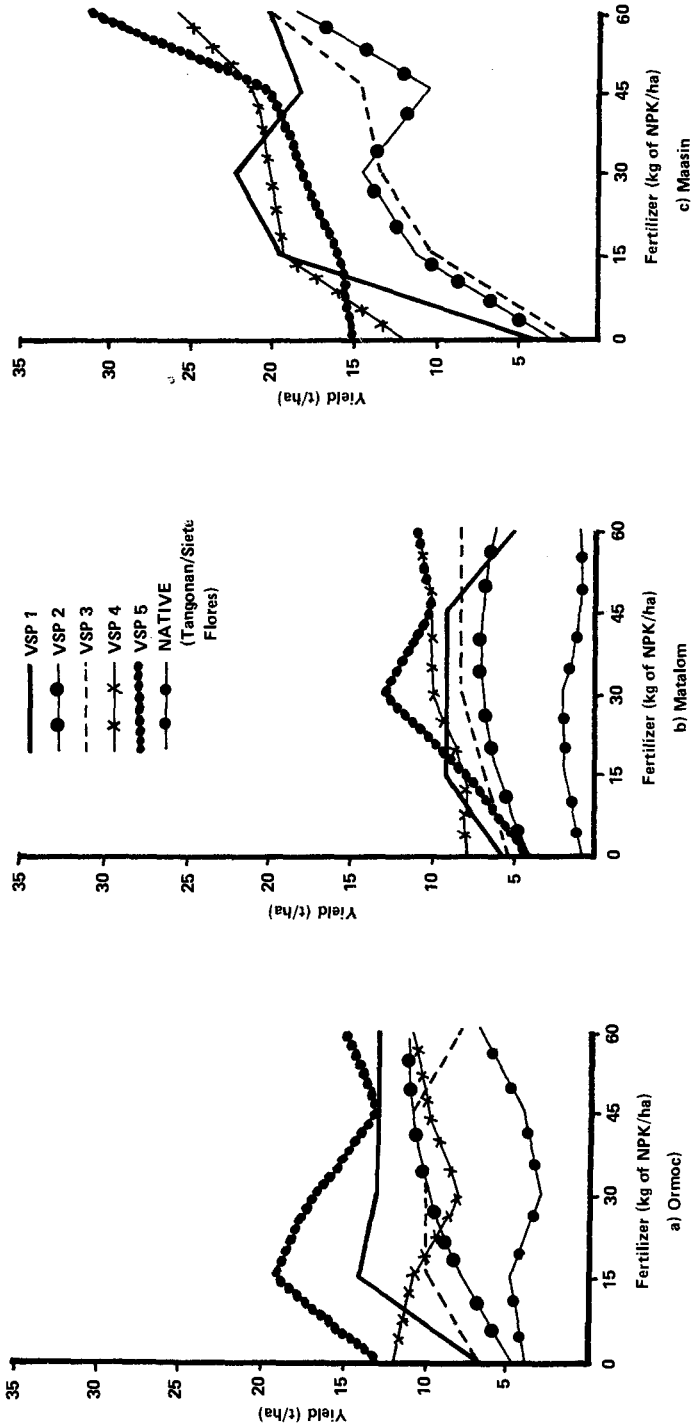 35
30
25
20
15
10
5
Yield (t/ha)
0
15
30
45
60
Fertilizer (kg of NPK/ha)
a) Ormoc
35
30
25
20
15
10
5
Yield (t/ha)
VSP 1
VSP 2
VSP 3
VSP 4
VSP 5
NATIVE
(Tangonan/Siete
Flores)
0
15
30
45
60
Fertilizer (kg of NPK/ha)
b) Matalom
35
30
25
20
15
10
5
Yield (t/ha)
0
15
30
45
60
Fertilizer (kg of NPK/ha)
c) Maasin